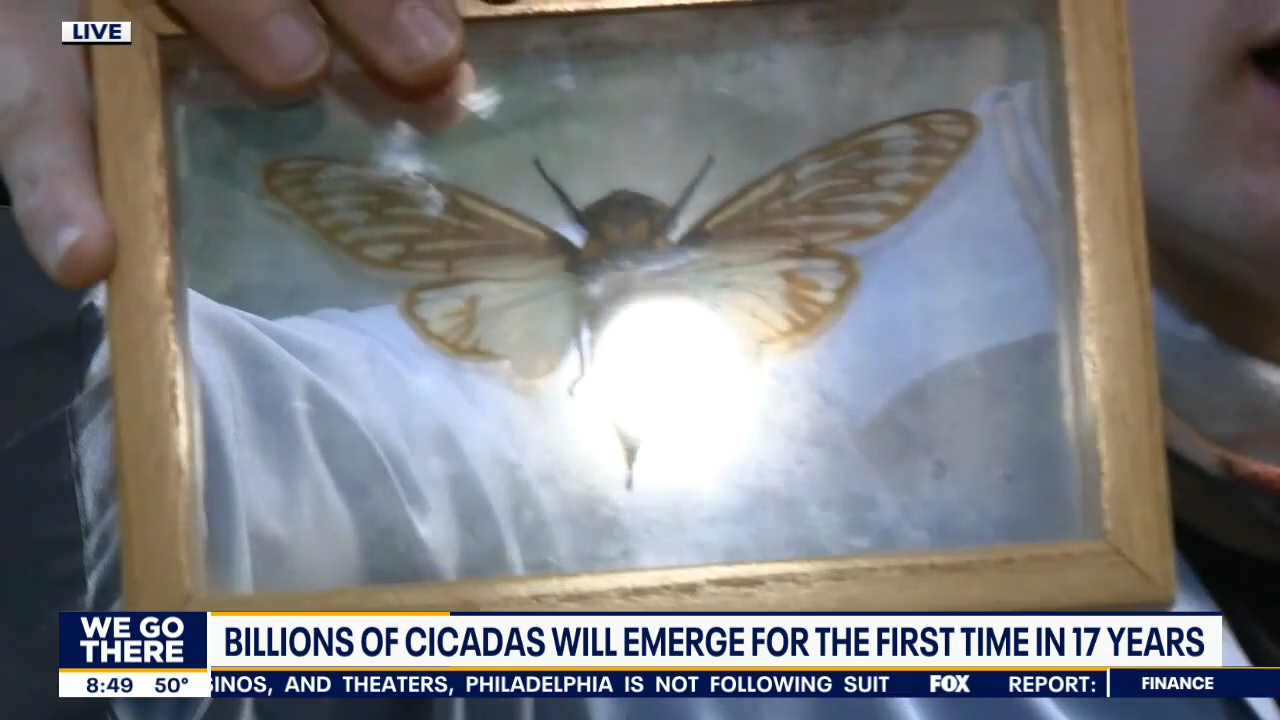 LIVE
WE GO
THERE
BILLIONS OF CICADAS WILL EMERGE FOR THE FIRST TIME IN 17 YEARS
8:49 50° INOS, AND THEATERS, PHILADELPHIA IS NOT FOLLOWING SUIT FOX REPORT: FINANCE